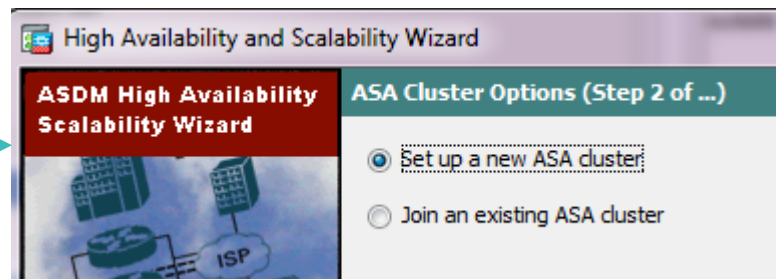 High Availability and Scalability Wizard
ASDM High Availability
Scalability Wizard
ASA Cluster Options (Step 2 of ...)
Set up a new ASA cluster
Join an existing ASA cluster
ISP